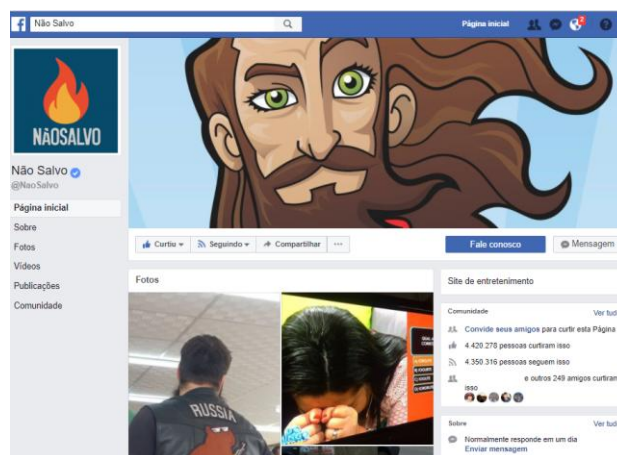 Não Salvo
Página inicial
2
NÃOSALVO
Não Salvo
@NaoSalvo
Página inicial
Sobre
Fotos
Vídeos
Publicações
Comunidade
Curtiu
Seguindo
Compartilhar
Fale conosco
Mensagem
Fotos
RUSSIA
Site de entretenimento
Comunidade
Ver tud
Convide seus amigos para curtir esta Página
4.420.278 pessoas curtiram isso
4.350.316 pessoas seguem isso
e outros 249 amigos curtiram
isso
Sobre
Ver tud
Normalmente responde em um dia
Enviar mensagem